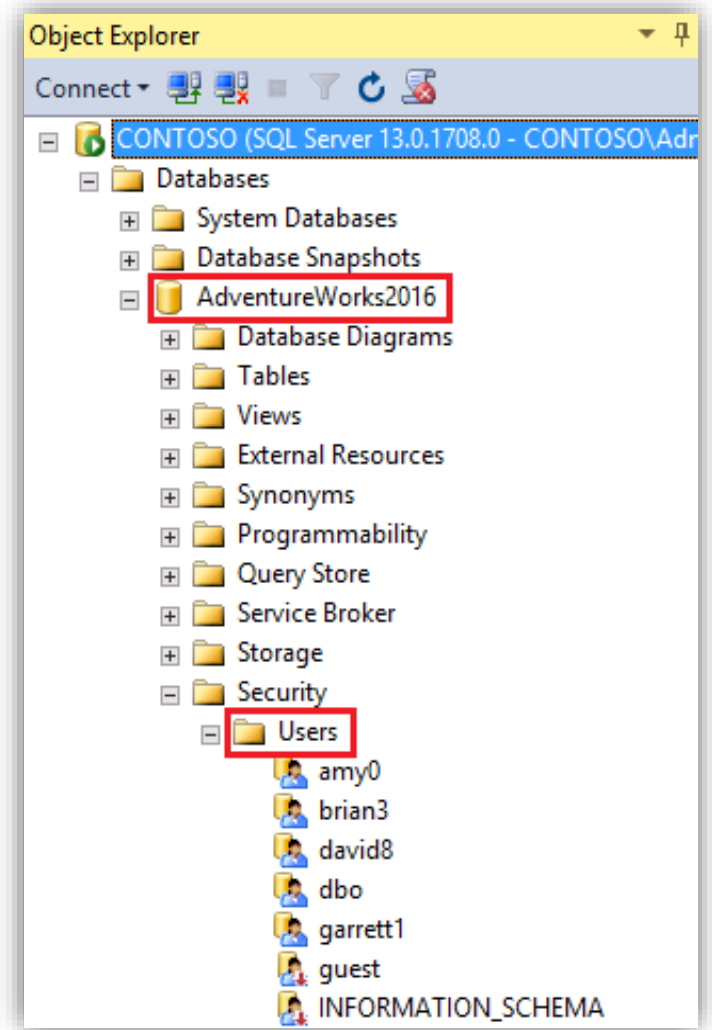 Object Explorer
Connect
CONTOSO (SQL Server 13.0.1708.0 - CONTOSO\Adr
Databases
System Databases
Database Snapshots
AdventureWorks2016
Database Diagrams
Tables
Views
External Resources
Synonyms
Programmability
Query Store
Service Broker
Storage
Security
Users
amy0
brian3
david8
dbo
garrett1
guest
INFORMATION_SCHEMA